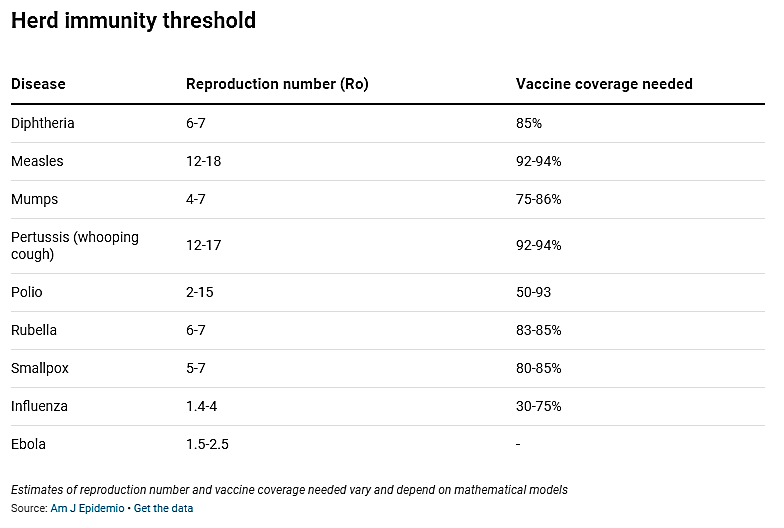 Herd immunity threshold
Disease Reproduction number (Ro) Vaccine coverage needed
Diphtheria 6-7 85%
Measles 12-18 92-94%
Mumps 4-7 75-86%
Pertussis (whooping
cough) 12-17 92-94%
Polio 2-15 50-93
Rubella 6-7 83-85%
Smallpox 5-7 80-85%
Influenza 1.4-4 30-75%
Ebola 1.5-2.5 -
Estimates of reproduction number and vaccine coverage needed vary and depend on mathematical models
Source: Am J Epidemio • Get the data